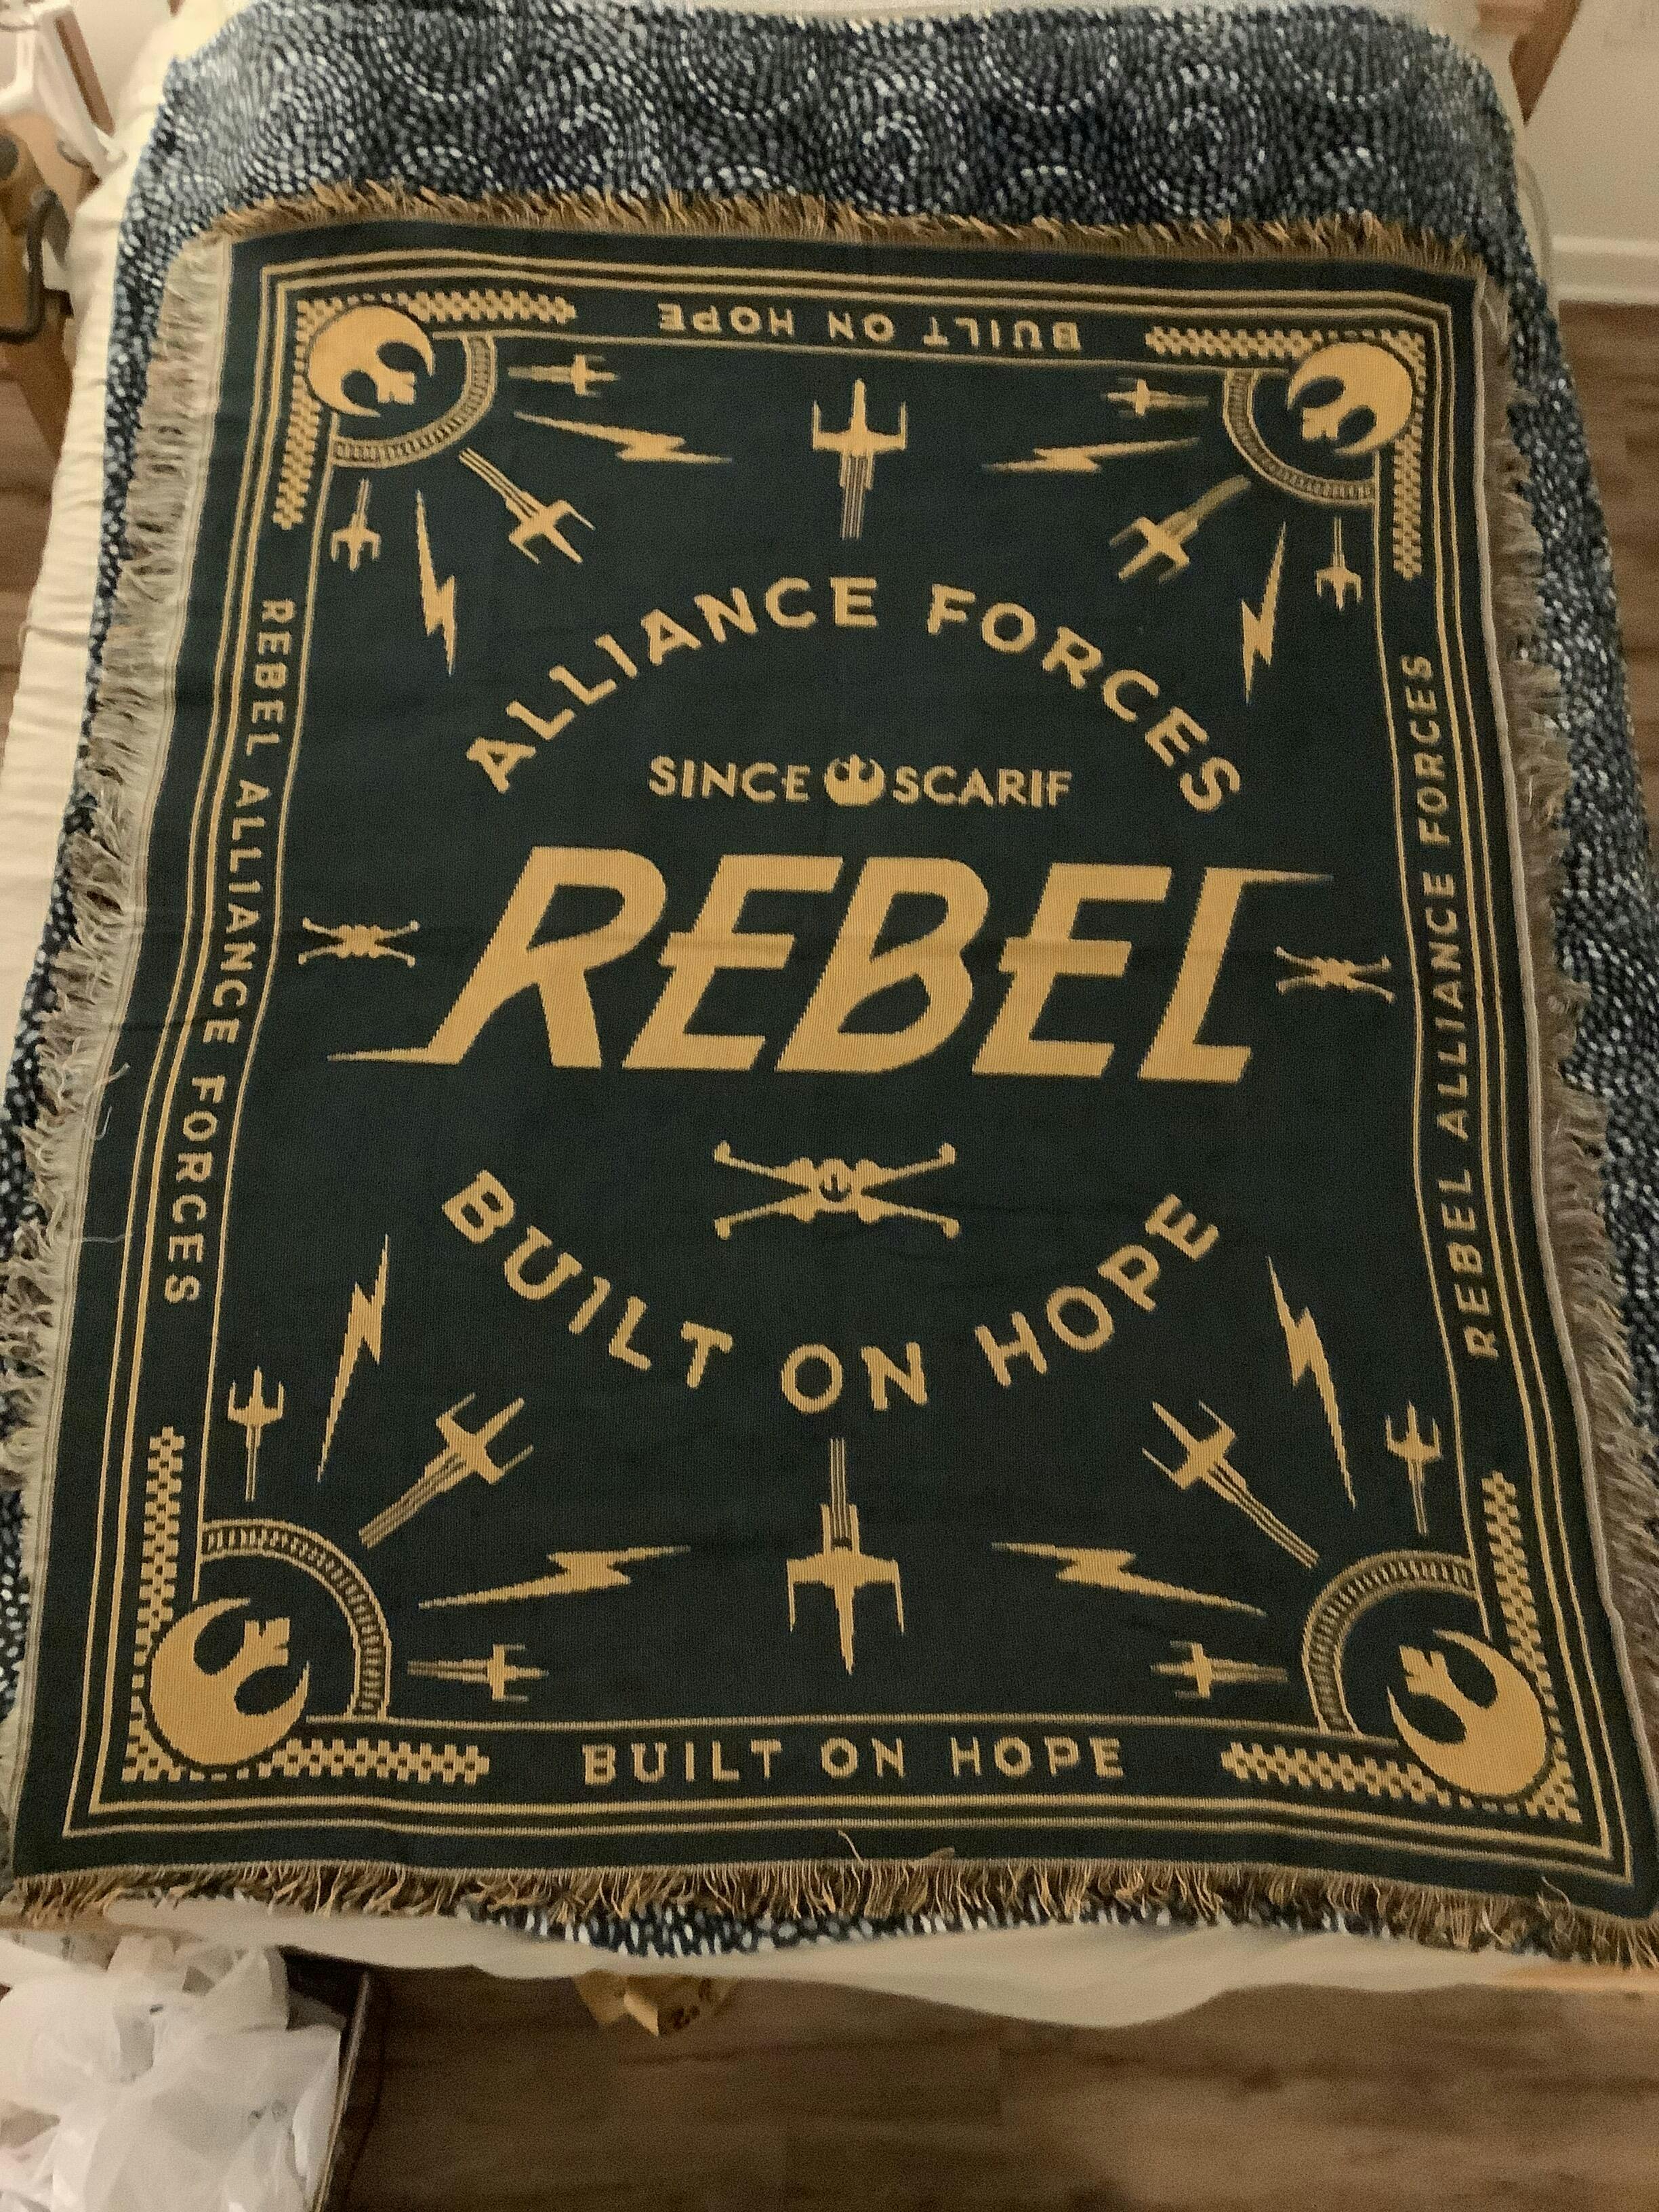 BUILT ON HOPE
ALLIANCE FORCES
SINCE SCARIF
REBEL
BUILT ON HOPE
REBEL ALLIANCE FORCES
REBEL ALLIANCE FORCES
BUILT ON HOPE